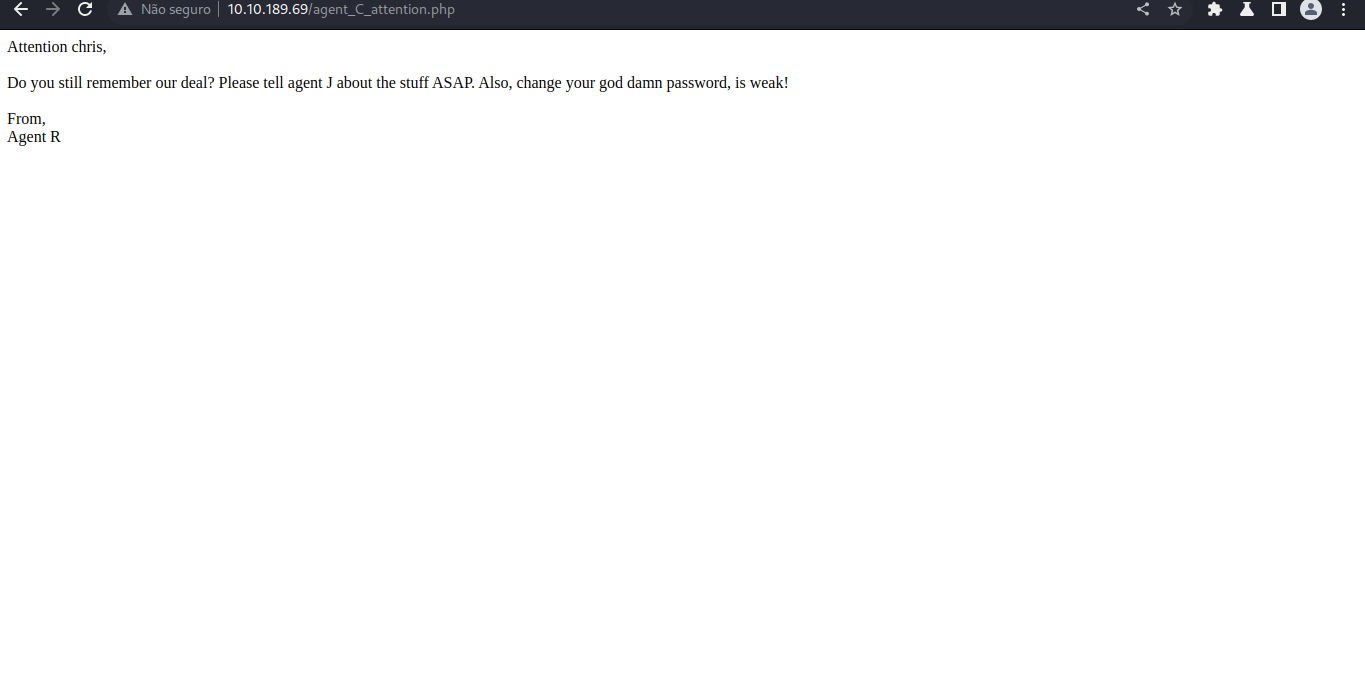 Não seguro 10.10.189.69/agent_C_attention.php
Attention chris,
Do you still remember our deal? Please tell agent J about the stuff ASAP. Also, change your god damn password, is weak!
From,
Agent R